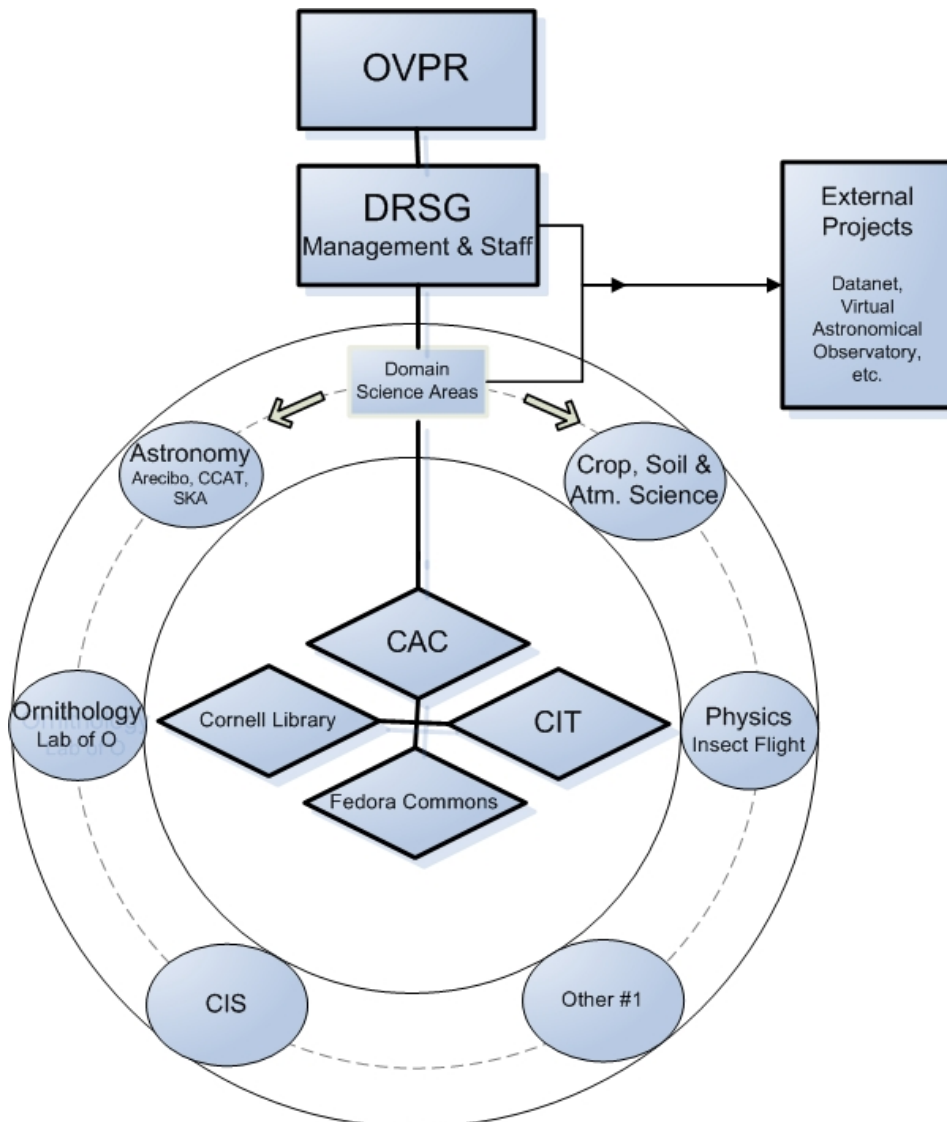 OVPR
DRSG
Management & Staff
External
Projects
Datanet,
Virtual
Astronomical
Observatory,
etc.
Domain
Science Areas
Astronomy
Arecibo, CCAT,
SKA
Crop, Soil &
Atm. Science
CAC
Cornell Library
CIT
Fedora Commons
Ornithology
Lab of O
Physics
Insect Flight
CIS
Other #1